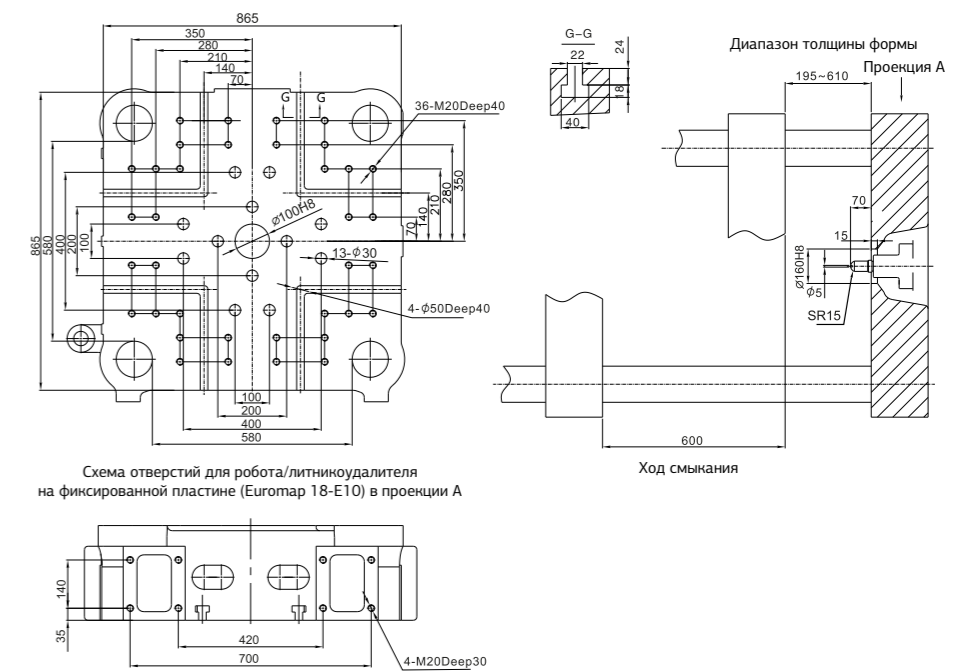 865
350
280
210
140
70
G G
36-M20Deep40
865
580
400
200
100
⌀100H8
13-ϕ30
4-ϕ50Deep40
70
140
210
280
350
100
200
400
580
G-G
22
24
18
40
Диапазон толщины формы
Проекция А
195~610
70
15
⌀160H8
ϕ5
SR15
600
Ход смыкания
Схема отверстий для робота/литникоудалителя
на фиксированной пластине (Euromap 18-E10) в проекции А
140
35
420
700
4-M20Deep30